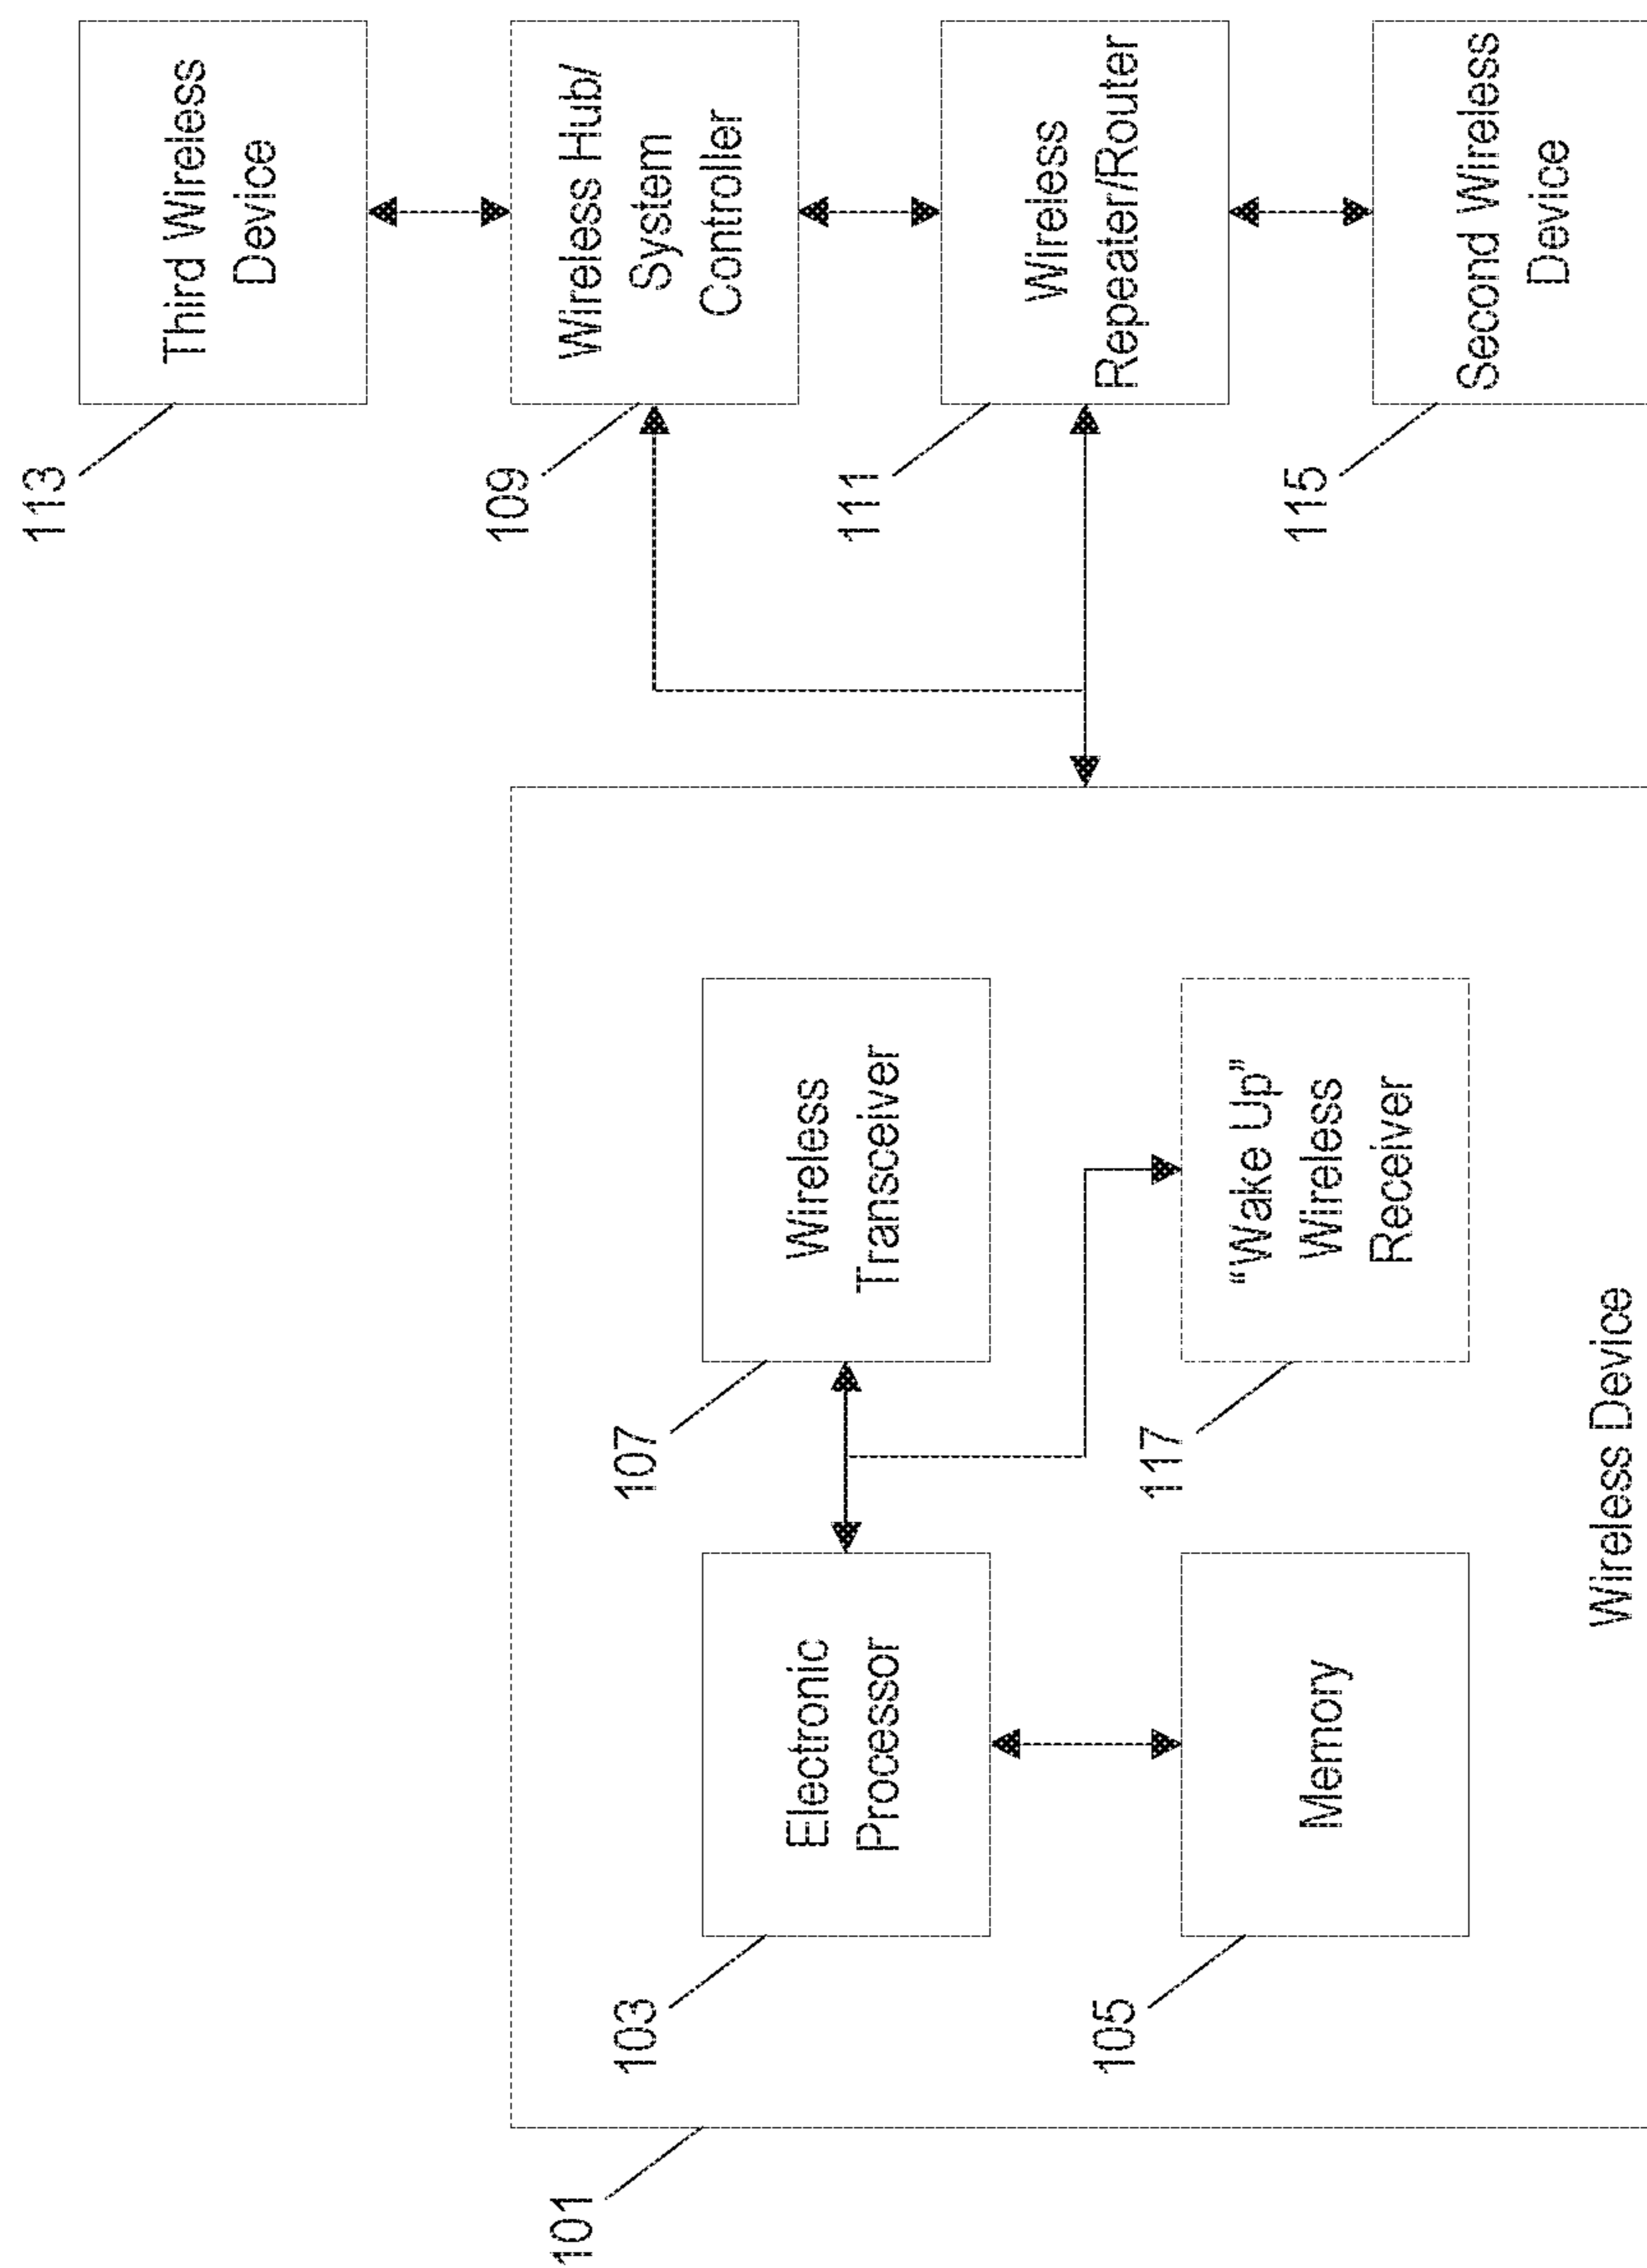 101
103
Electronic
Processor
107
Wireless
Transceiver
105
Memory
117
“Wake Up”
Wireless
Receiver
Wireless Device
113
Third Wireless
Device
109
Wireless Hub/
System
Controller
111
Wireless
Repeater/Router
115
Second Wireless
Device